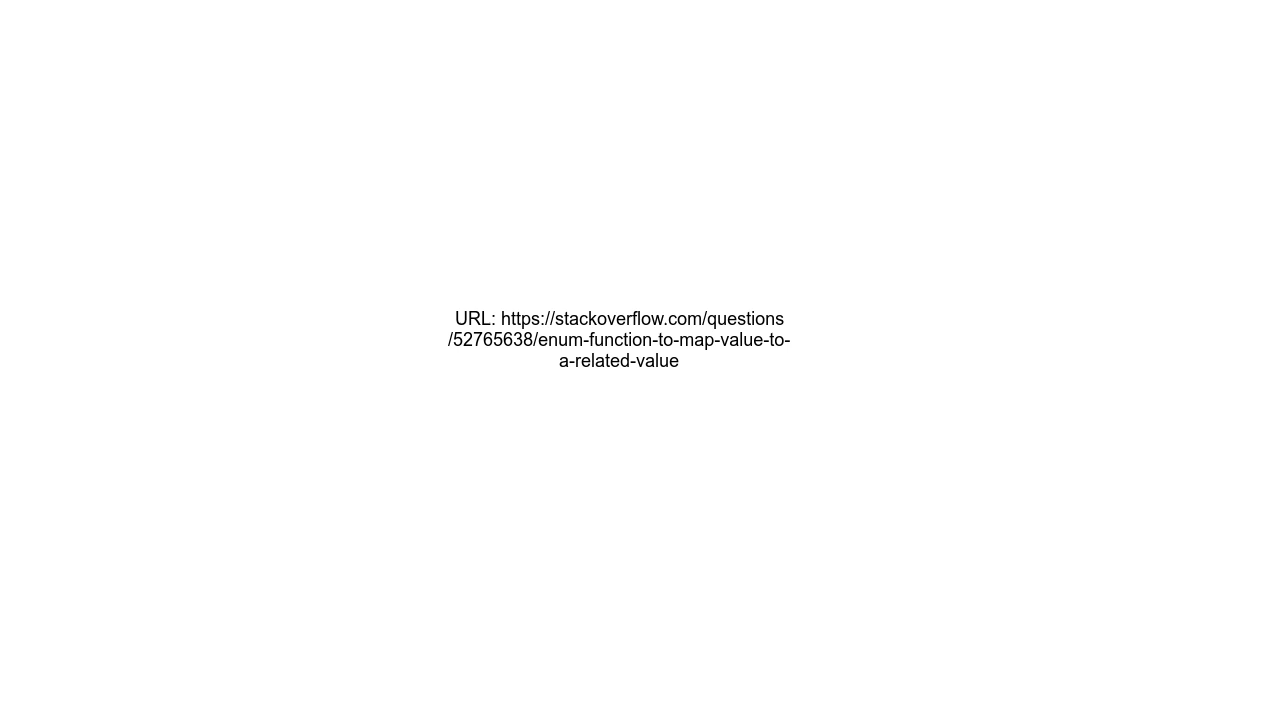 URL: https://stackoverflow.com/questions
/52765638/enum-function-to-map-value-to-
a-related-value